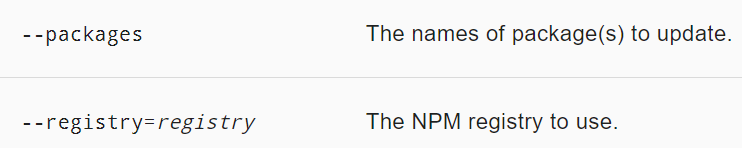 --packages The names of package(s) to update.
--registry=registry The NPM registry to use.